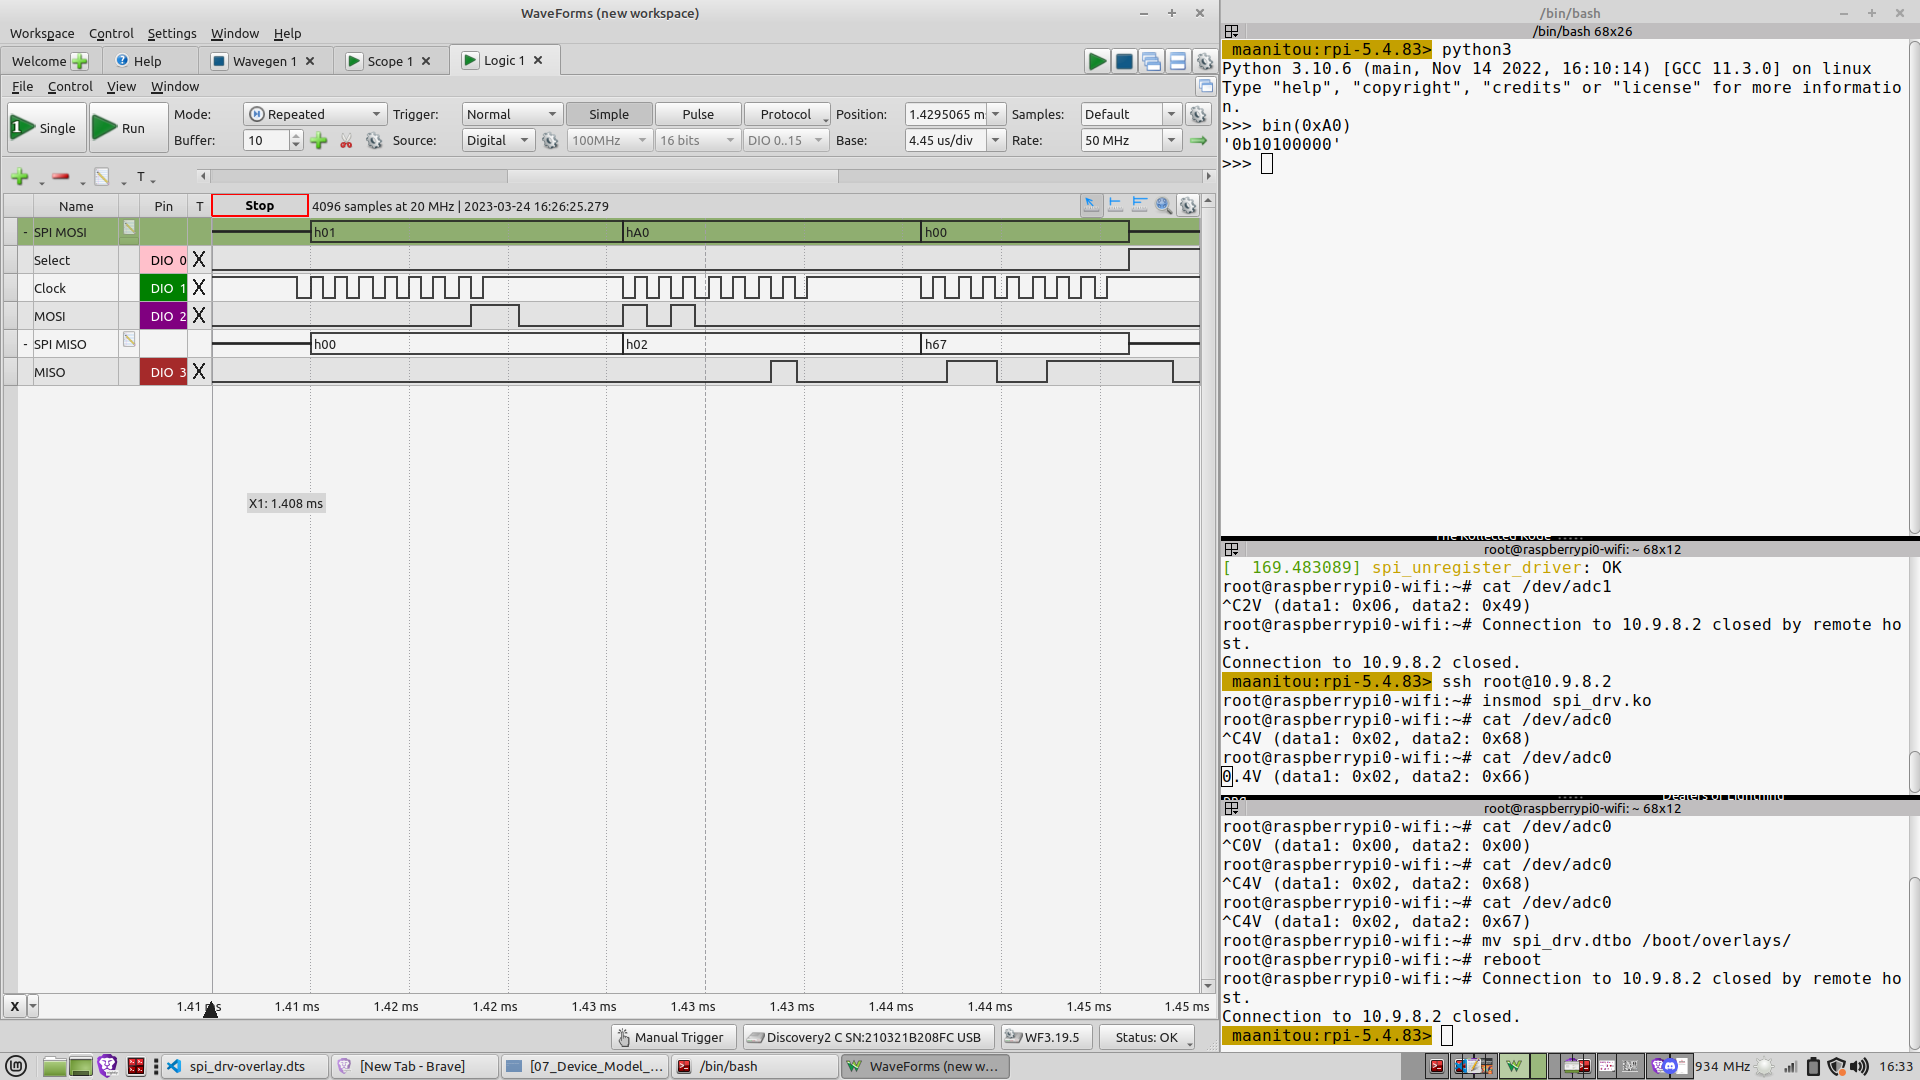 WaveForms (new workspace)
Workspace Control Settings Window Help
Welcome Help Wavegen 1 Scope 1 Logic 1
File Control View Window
Single Run Mode: Repeated Trigger: Normal Simple Pulse Protocol Position: 1.4295065 m Samples: Default
Buffer: 10 Source: Digital 100MHz 16 bits DIO 0..15 Base: 4.45 us/div Rate: 50 MHz
T
Name Pin T Stop 4096 samples at 20 MHz | 2023-03-24 16:26:25.279
- SPI MOSI h01 hA0 h00
Select DIO 0 X
Clock DIO 1 X
MOSI DIO 2 X
- SPI MISO h00 h02 h67
MISO DIO 3 X
X1: 1.408 ms
X 1.41 ms 1.41 ms 1.42 ms 1.42 ms 1.43 ms 1.43 ms 1.43 ms 1.44 ms 1.44 ms 1.45 ms 1.45 ms
Manual Trigger Discovery2 C SN:210321B208FC USB WF3.19.5 Status: OK
/bin/bash
/bin/bash 68x26
maanitou:rpi-5.4.83> python3
Python 3.10.6 (main, Nov 14 2022, 16:10:14) [GCC 11.3.0] on linux
Type "help", "copyright", "credits" or "license" for more informatio
n.
>>> bin(0xA0)
'0b10100000'
>>>
root@raspberrypi0-wifi: ~ 68x12
[  169.483089] spi_unregister_driver: OK
root@raspberrypi0-wifi:~# cat /dev/adc1
^C2V (data1: 0x06, data2: 0x49)
root@raspberrypi0-wifi:~# Connection to 10.9.8.2 closed by remote ho
st.
Connection to 10.9.8.2 closed.
maanitou:rpi-5.4.83> ssh root@10.9.8.2
root@raspberrypi0-wifi:~# insmod spi_drv.ko
root@raspberrypi0-wifi:~# cat /dev/adc0
^C4V (data1: 0x02, data2: 0x68)
root@raspberrypi0-wifi:~# cat /dev/adc0
0.4V (data1: 0x02, data2: 0x66)
root@raspberrypi0-wifi: ~ 68x12
root@raspberrypi0-wifi:~# cat /dev/adc0
^C0V (data1: 0x00, data2: 0x00)
root@raspberrypi0-wifi:~# cat /dev/adc0
^C4V (data1: 0x02, data2: 0x68)
root@raspberrypi0-wifi:~# cat /dev/adc0
^C4V (data1: 0x02, data2: 0x67)
root@raspberrypi0-wifi:~# mv spi_drv.dtbo /boot/overlays/
root@raspberrypi0-wifi:~# reboot
root@raspberrypi0-wifi:~# Connection to 10.9.8.2 closed by remote ho
st.
Connection to 10.9.8.2 closed.
maanitou:rpi-5.4.83>
spi_drv-overlay.dts [New Tab - Brave] [07_Device_Model_... /bin/bash WaveForms (new w... 934 MHz 16:33